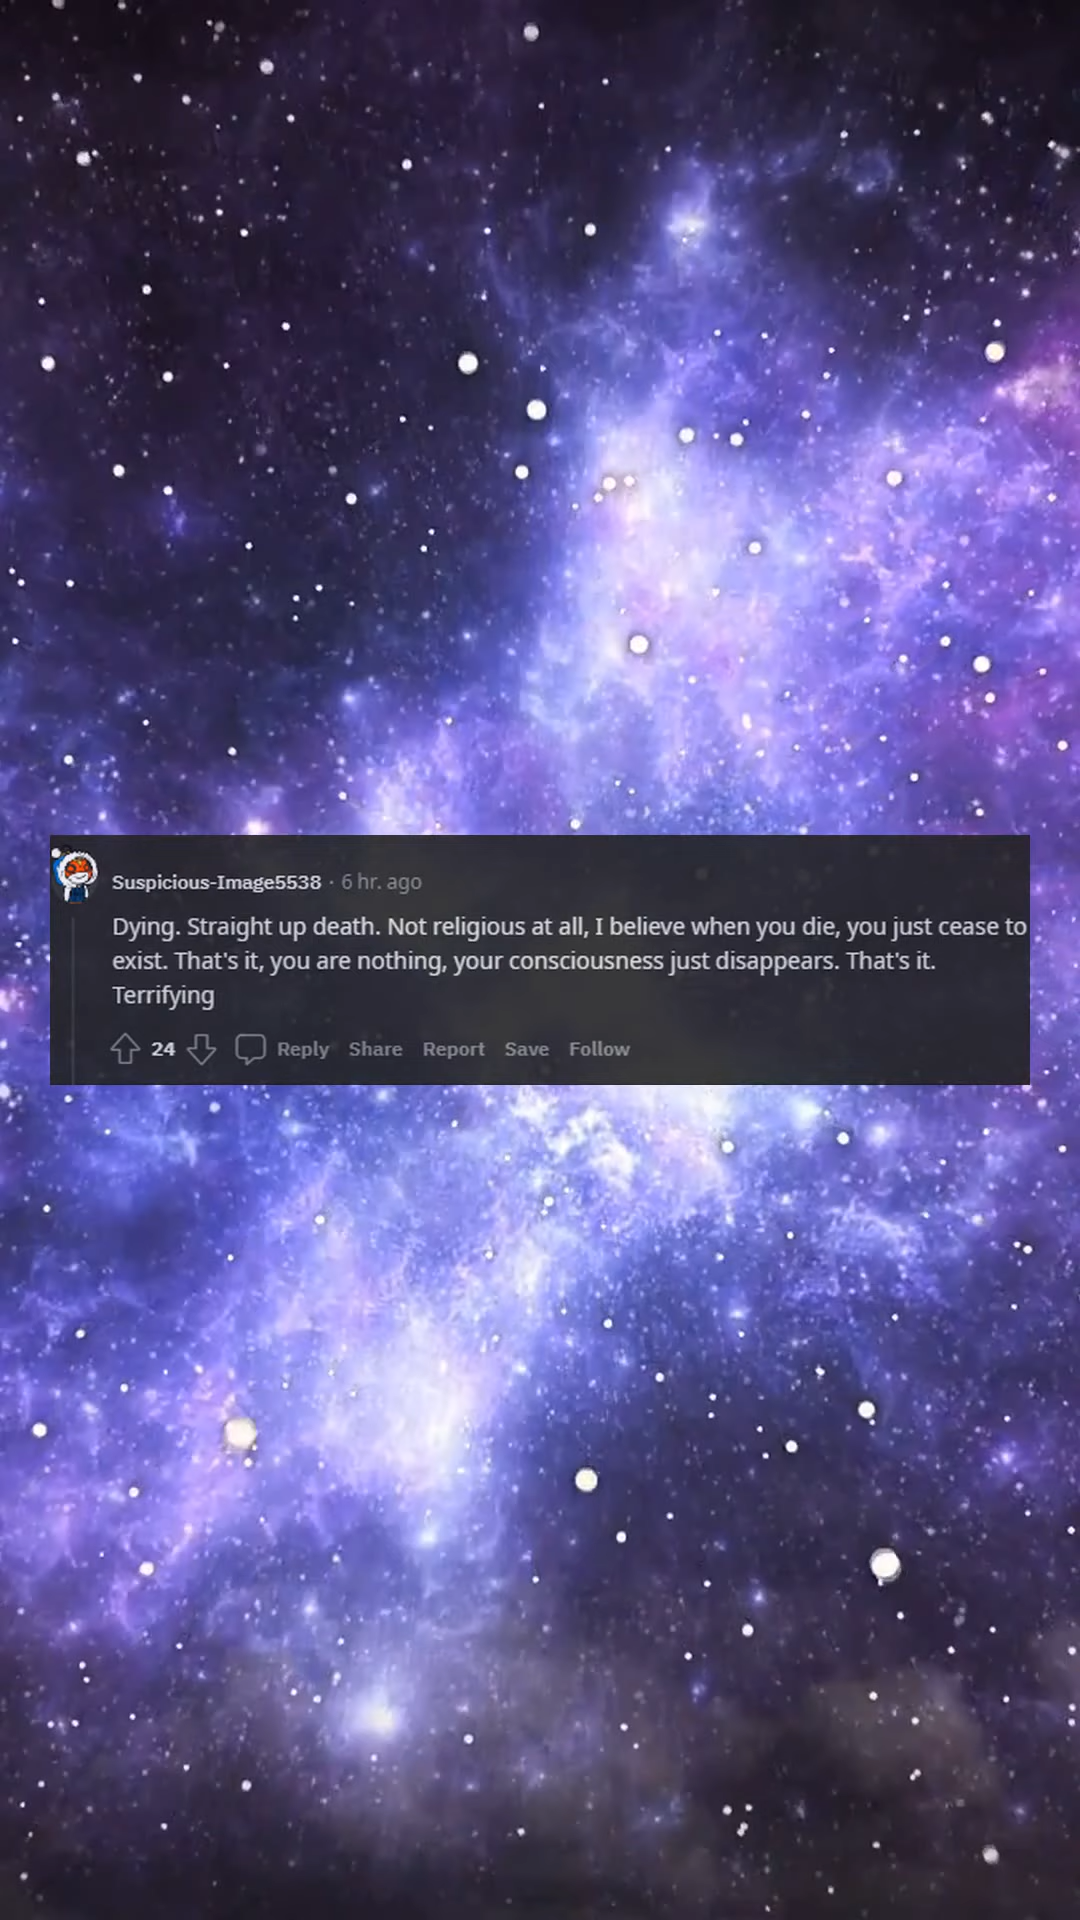 Suspicious-Image5538 · 6 hr. ago
Dying. Straight up death. Not religious at all, I believe when you die, you just cease to
exist. That's it, you are nothing, your consciousness just disappears. That's it.
Terrifying
24 Reply Share Report Save Follow